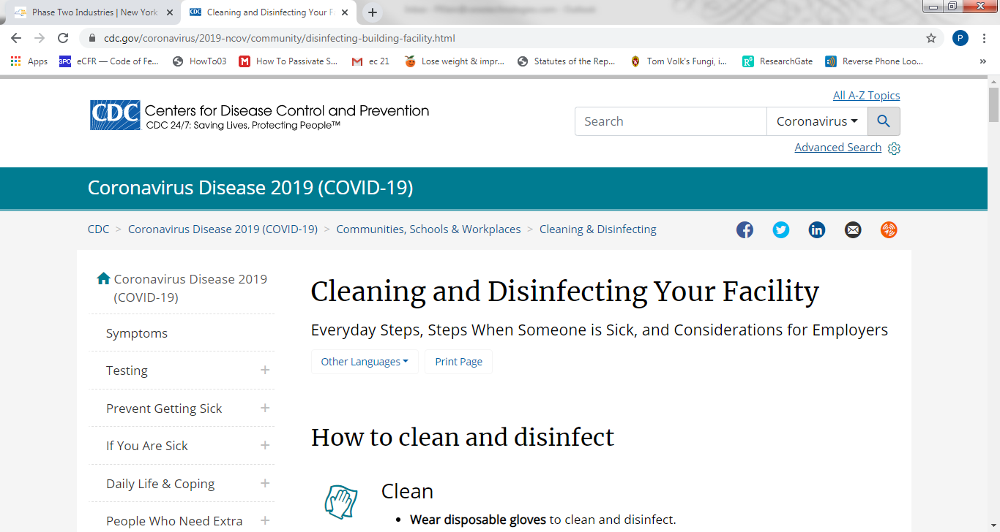 Phase Two Industries | New York
Cleaning and Disinfecting Your F
cdc.gov/coronavirus/2019-ncov/community/disinfecting-building-facility.html
P
Apps
GPO
eCFR — Code of Fe...
HowTo03
How To Passivate S...
ec 21
Lose weight & impr...
Statutes of the Rep...
Tom Volk's Fungi, i...
ResearchGate
Reverse Phone Loo...
»
All A-Z Topics
CDC
Centers for Disease Control and Prevention
CDC 24/7: Saving Lives, Protecting People™
Search
Coronavirus
Advanced Search
Coronavirus Disease 2019 (COVID-19)
CDC > Coronavirus Disease 2019 (COVID-19) > Communities, Schools & Workplaces > Cleaning & Disinfecting
Coronavirus Disease 2019
(COVID-19)
Symptoms
Testing +
Prevent Getting Sick +
If You Are Sick +
Daily Life & Coping +
People Who Need Extra +
Cleaning and Disinfecting Your Facility
Everyday Steps, Steps When Someone is Sick, and Considerations for Employers
Other Languages
Print Page
How to clean and disinfect
Clean
• Wear disposable gloves to clean and disinfect.